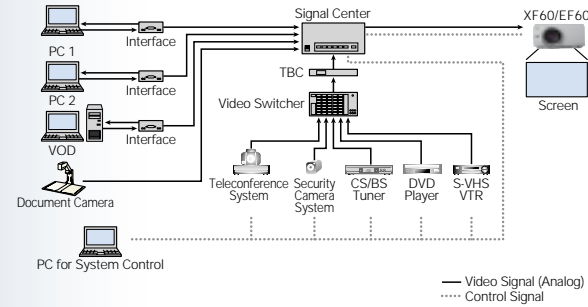 Signal Center
XF60/EF60
PC 1
Interface
TBC
PC 2
Interface
Video Switcher
Screen
VOD
Interface
Document Camera
Teleconference System
Security Camera System
CS/BS Tuner
DVD Player
S-VHS VTR
PC for System Control
Video Signal (Analog)
Control Signal